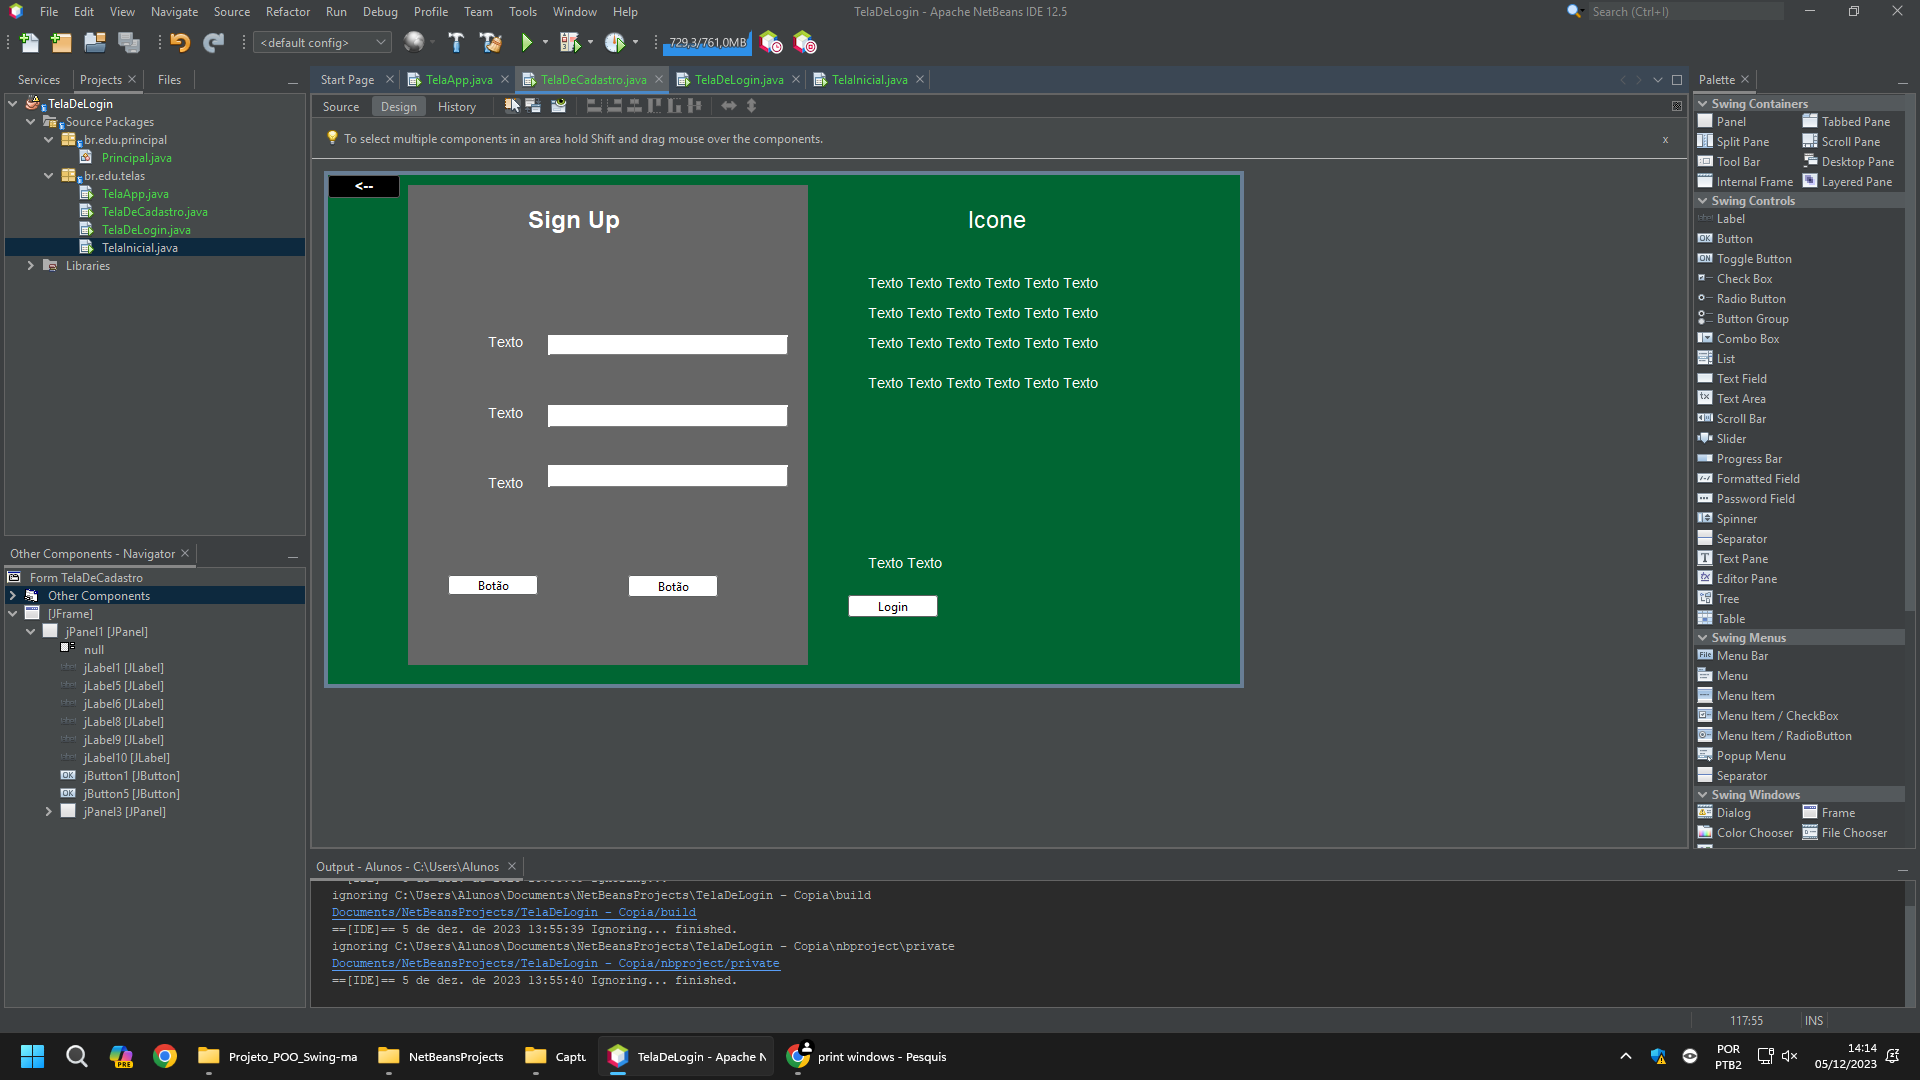 File Edit View Navigate Source Refactor Run Debug Profile Team Tools Window Help
TelaDeLogin - Apache NetBeans IDE 12.5
Search (Ctrl+I)
<default config>
729,3/761,0MB
Services Projects Files
Start Page TelaApp.java TelaDeCadastro.java TelaDeLogin.java TelaInicial.java
Palette
Source Design History
To select multiple components in an area hold Shift and drag mouse over the components.
x
TelaDeLogin
Source Packages
br.edu.principal
Principal.java
br.edu.telas
TelaApp.java
TelaDeCadastro.java
TelaDeLogin.java
TelaInicial.java
Libraries
<--
Sign Up
Icone
Texto Texto Texto Texto Texto Texto
Texto Texto Texto Texto Texto Texto
Texto Texto Texto Texto Texto Texto
Texto Texto Texto Texto Texto Texto
Texto
Texto
Texto
Texto Texto
Botão
Botão
Login
Swing Containers
Panel Tabbed Pane
Split Pane Scroll Pane
Tool Bar Desktop Pane
Internal Frame Layered Pane
Swing Controls
Label
Button
Toggle Button
Check Box
Radio Button
Button Group
Combo Box
List
Text Field
Text Area
Scroll Bar
Slider
Progress Bar
Formatted Field
Password Field
Spinner
Separator
Text Pane
Editor Pane
Tree
Table
Swing Menus
Menu Bar
Menu
Menu Item
Menu Item / CheckBox
Menu Item / RadioButton
Popup Menu
Separator
Swing Windows
Dialog Frame
Color Chooser File Chooser
Other Components - Navigator
Form TelaDeCadastro
Other Components
[JFrame]
jPanel1 [JPanel]
null
jLabel1 [JLabel]
jLabel5 [JLabel]
jLabel6 [JLabel]
jLabel8 [JLabel]
jLabel9 [JLabel]
jLabel10 [JLabel]
jButton1 [JButton]
jButton5 [JButton]
jPanel3 [JPanel]
Output - Alunos - C:\Users\Alunos
ignoring C:\Users\Alunos\Documents\NetBeansProjects\TelaDeLogin - Copia\build
Documents/NetBeansProjects/TelaDeLogin - Copia/build
==[IDE]== 5 de dez. de 2023 13:55:39 Ignoring... finished.
ignoring C:\Users\Alunos\Documents\NetBeansProjects\TelaDeLogin - Copia\nbproject\private
Documents/NetBeansProjects/TelaDeLogin - Copia/nbproject/private
==[IDE]== 5 de dez. de 2023 13:55:40 Ignoring... finished.
117:55 INS
Projeto_POO_Swing-ma
NetBeansProjects
Captu
TelaDeLogin - Apache N
print windows - Pesquis
POR
PTB2
14:14
05/12/2023